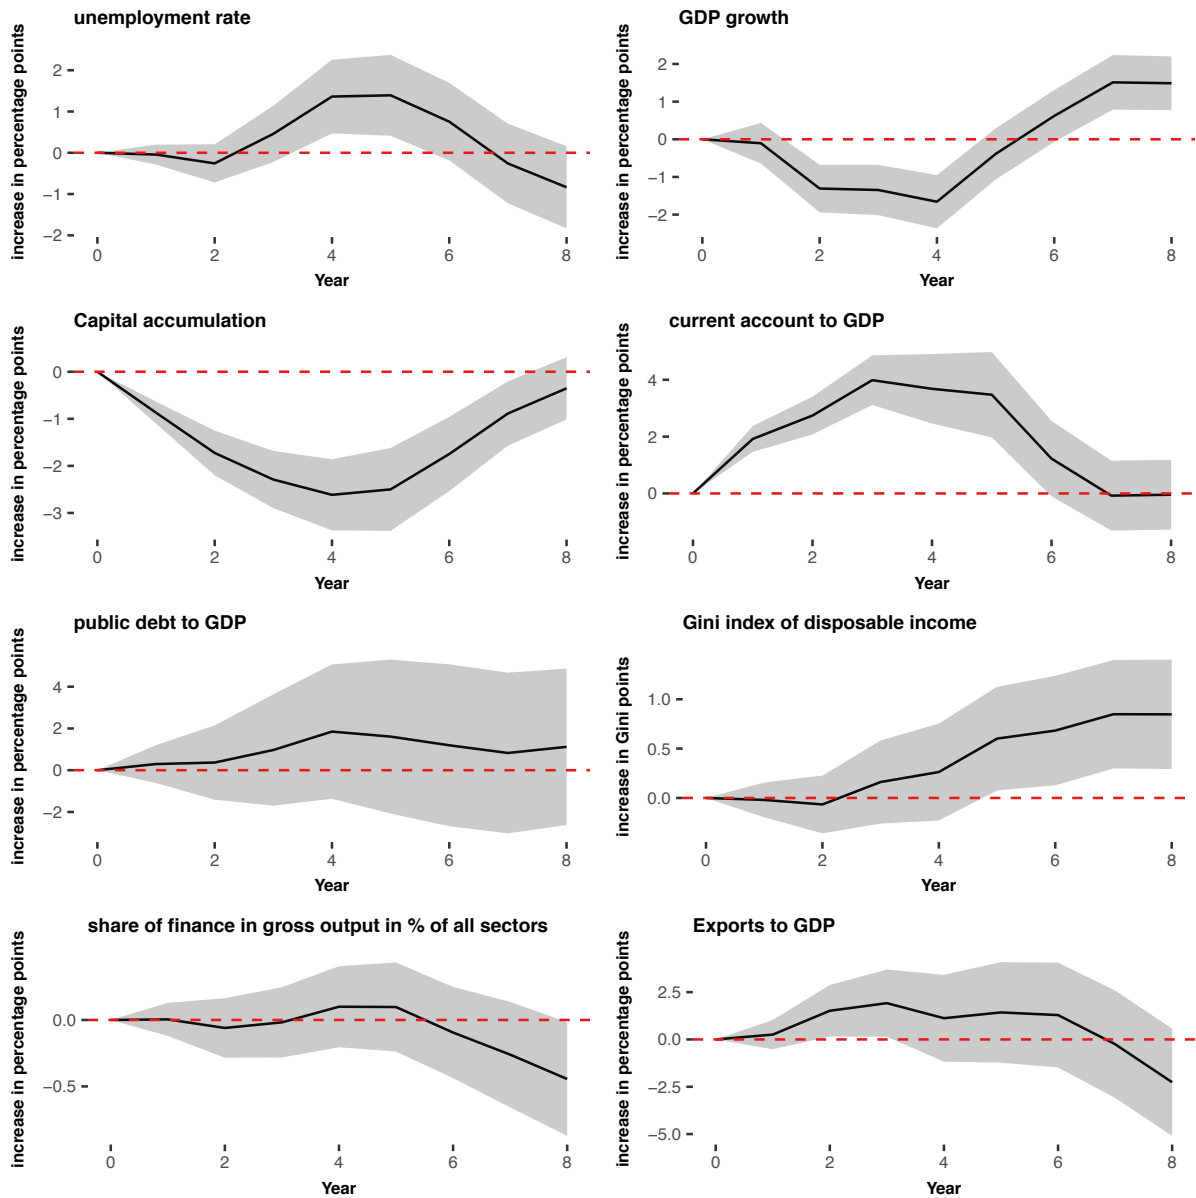 unemployment rate
increase in percentage points
2
1
0
−1
−2
0 2 4 6 8
Year
GDP growth
increase in percentage points
2
1
0
−1
−2
0 2 4 6 8
Year
Capital accumulation
increase in percentage points
0
−1
−2
−3
0 2 4 6 8
Year
current account to GDP
increase in percentage points
4
2
0
0 2 4 6 8
Year
public debt to GDP
increase in percentage points
4
2
0
−2
0 2 4 6 8
Year
Gini index of disposable income
increase in Gini points
1.0
0.5
0.0
0 2 4 6 8
Year
share of finance in gross output in % of all sectors
increase in percentage points
0.0
−0.5
0 2 4 6 8
Year
Exports to GDP
increase in percentage points
2.5
0.0
−2.5
−5.0
0 2 4 6 8
Year